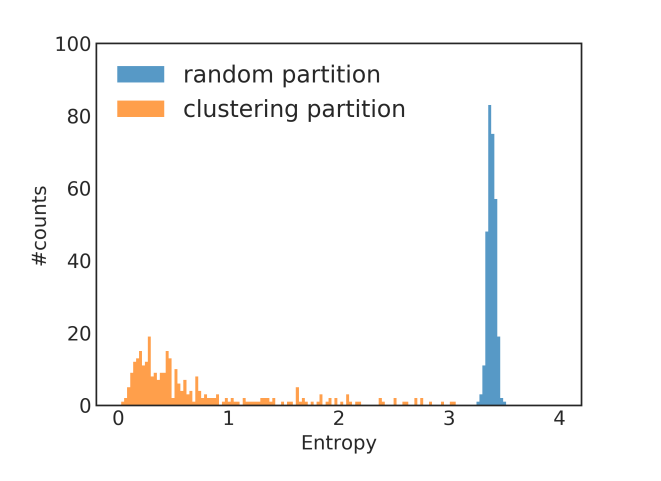 100
80
60
40
20
0
#counts
random partition
clustering partition
0 1 2 3 4
Entropy